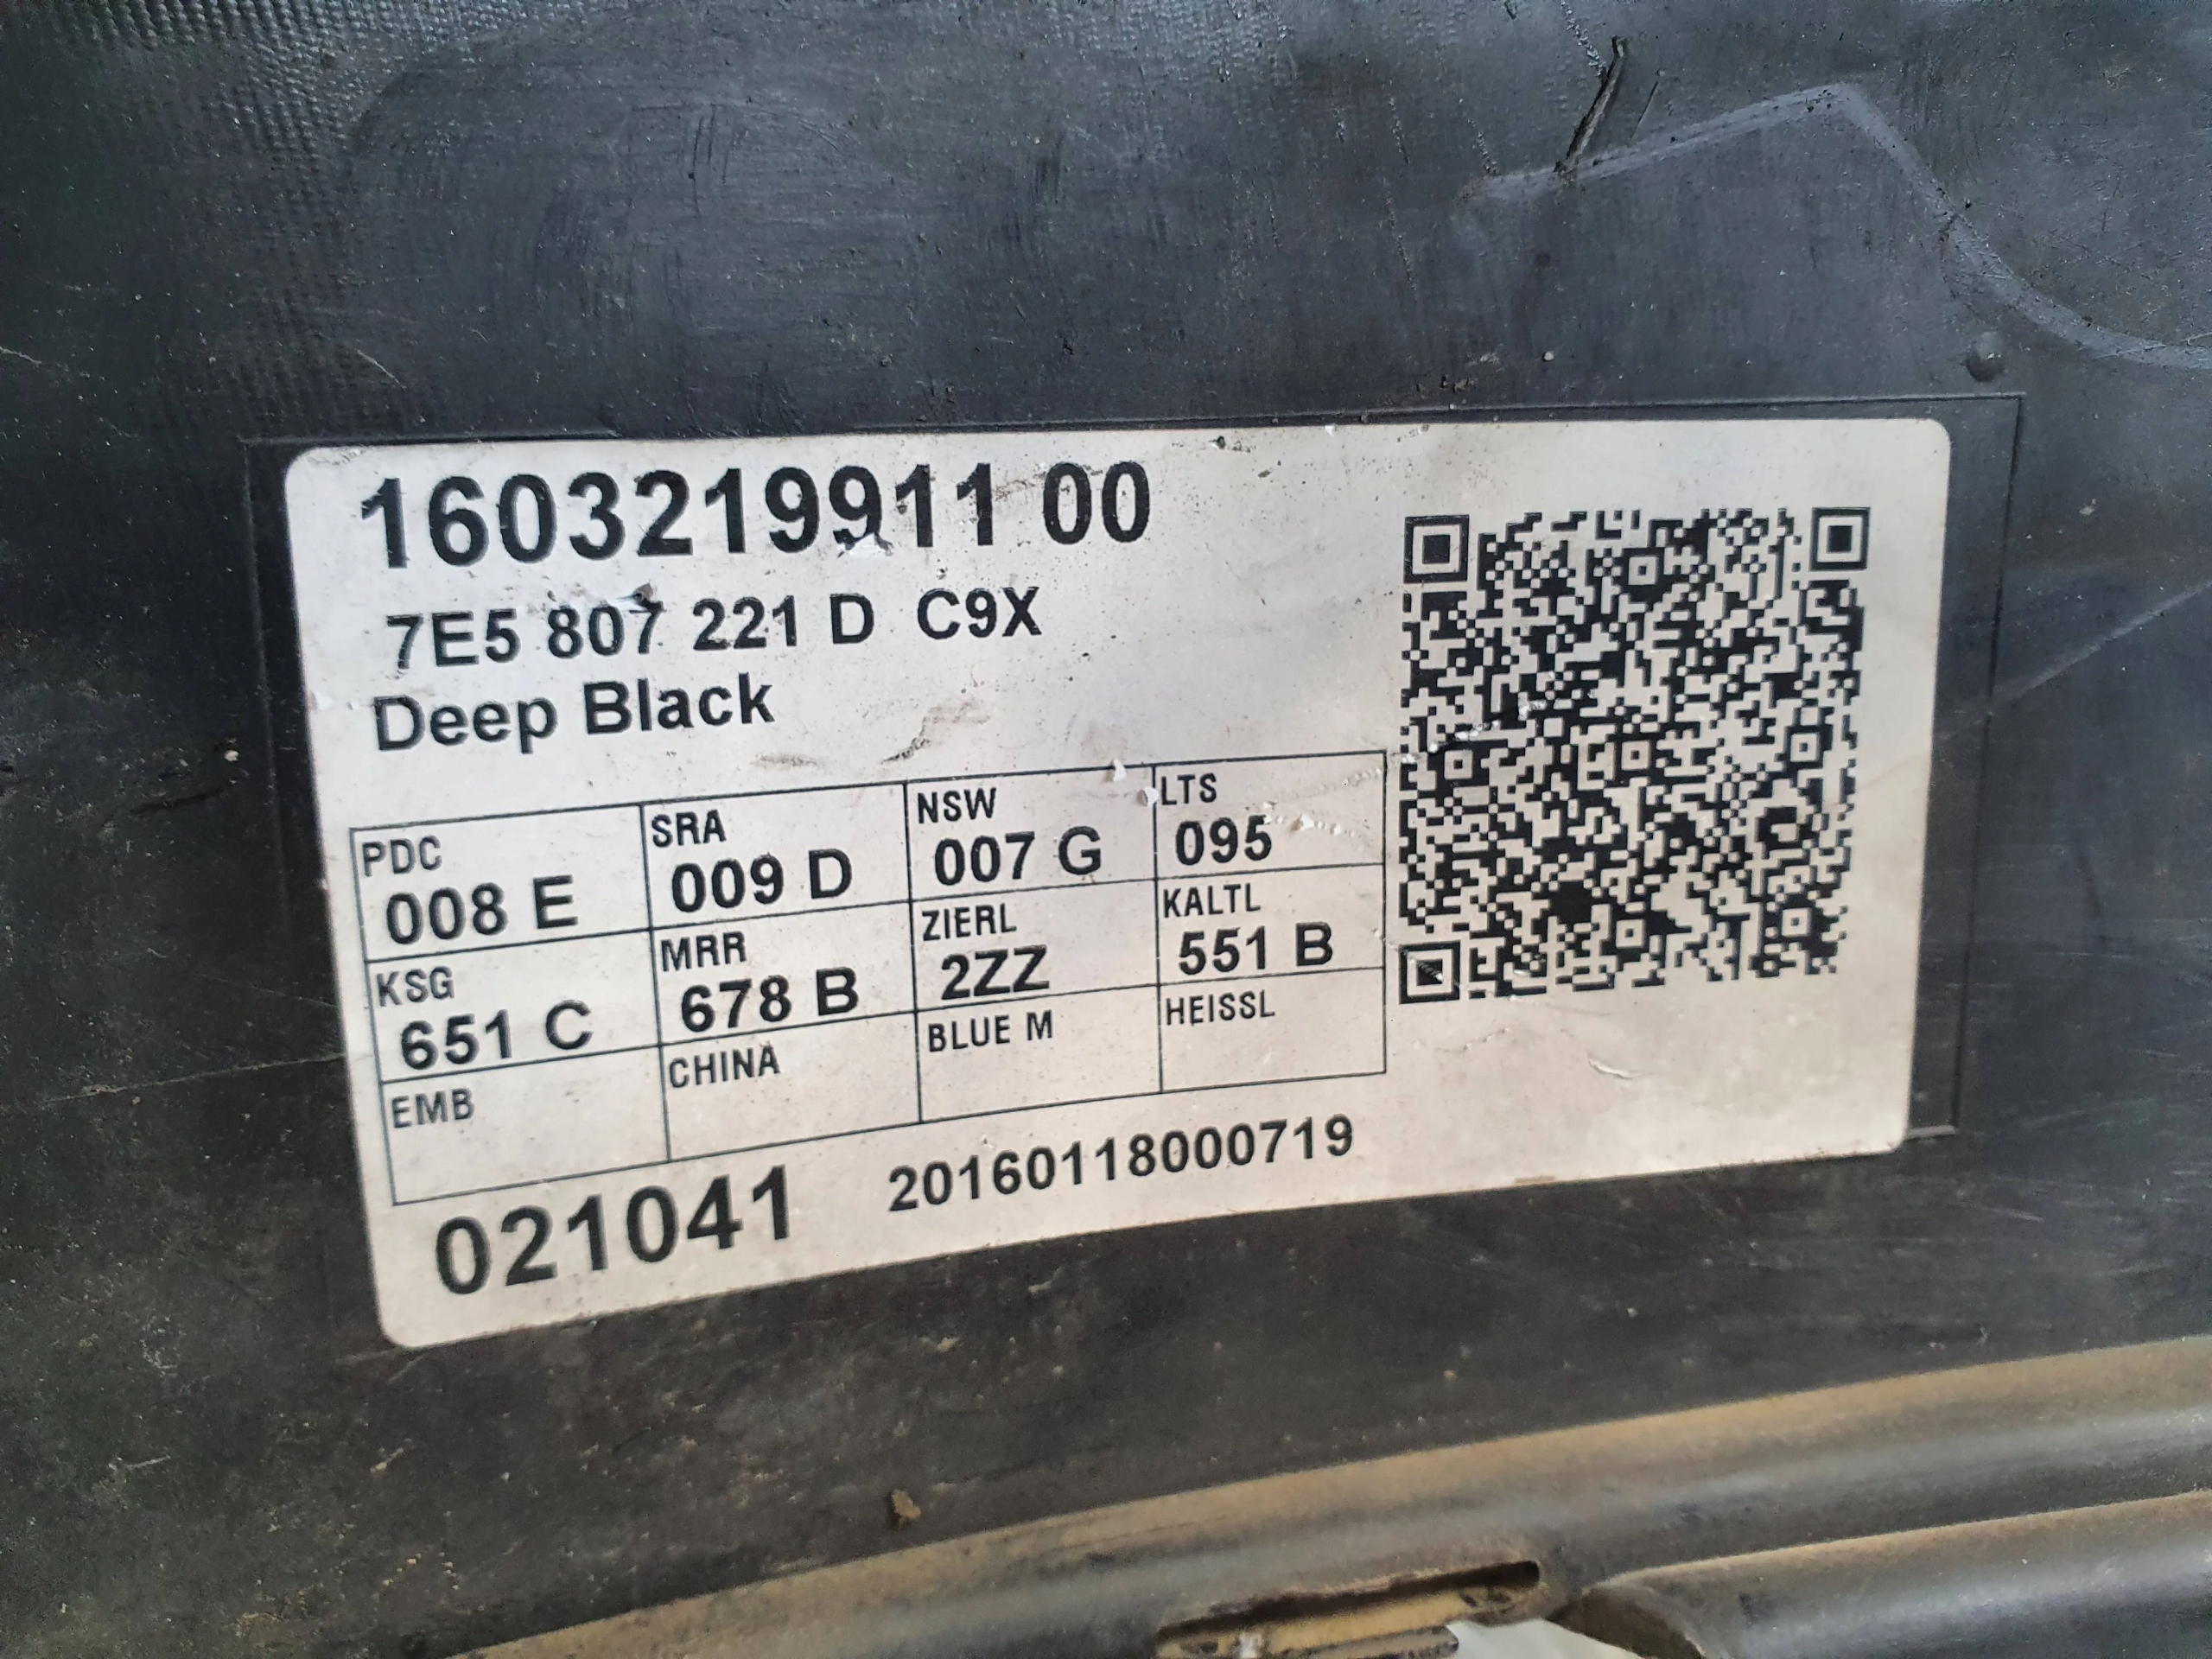 1603219911 00
7E5 807 221 D C9X
Deep Black
PDC SRA NSW LTS
008 E 009 D 007 G 095
KSG MRR ZIERL KALTL
651 C 678 B 2ZZ 551 B
EMB CHINA BLUE M HEISSL
021041 20160118000719